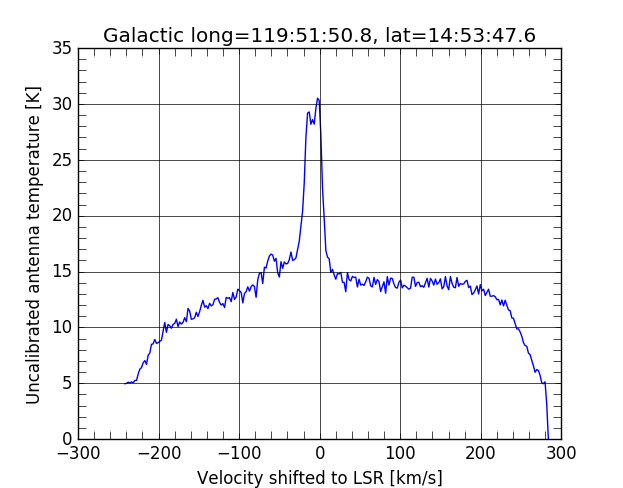 Galactic long=119:51:50.8, lat=14:53:47.6
35
30
25
20
15
10
5
0
Uncalibrated antenna temperature [K]
−300 −200 −100 0 100 200 300
Velocity shifted to LSR [km/s]